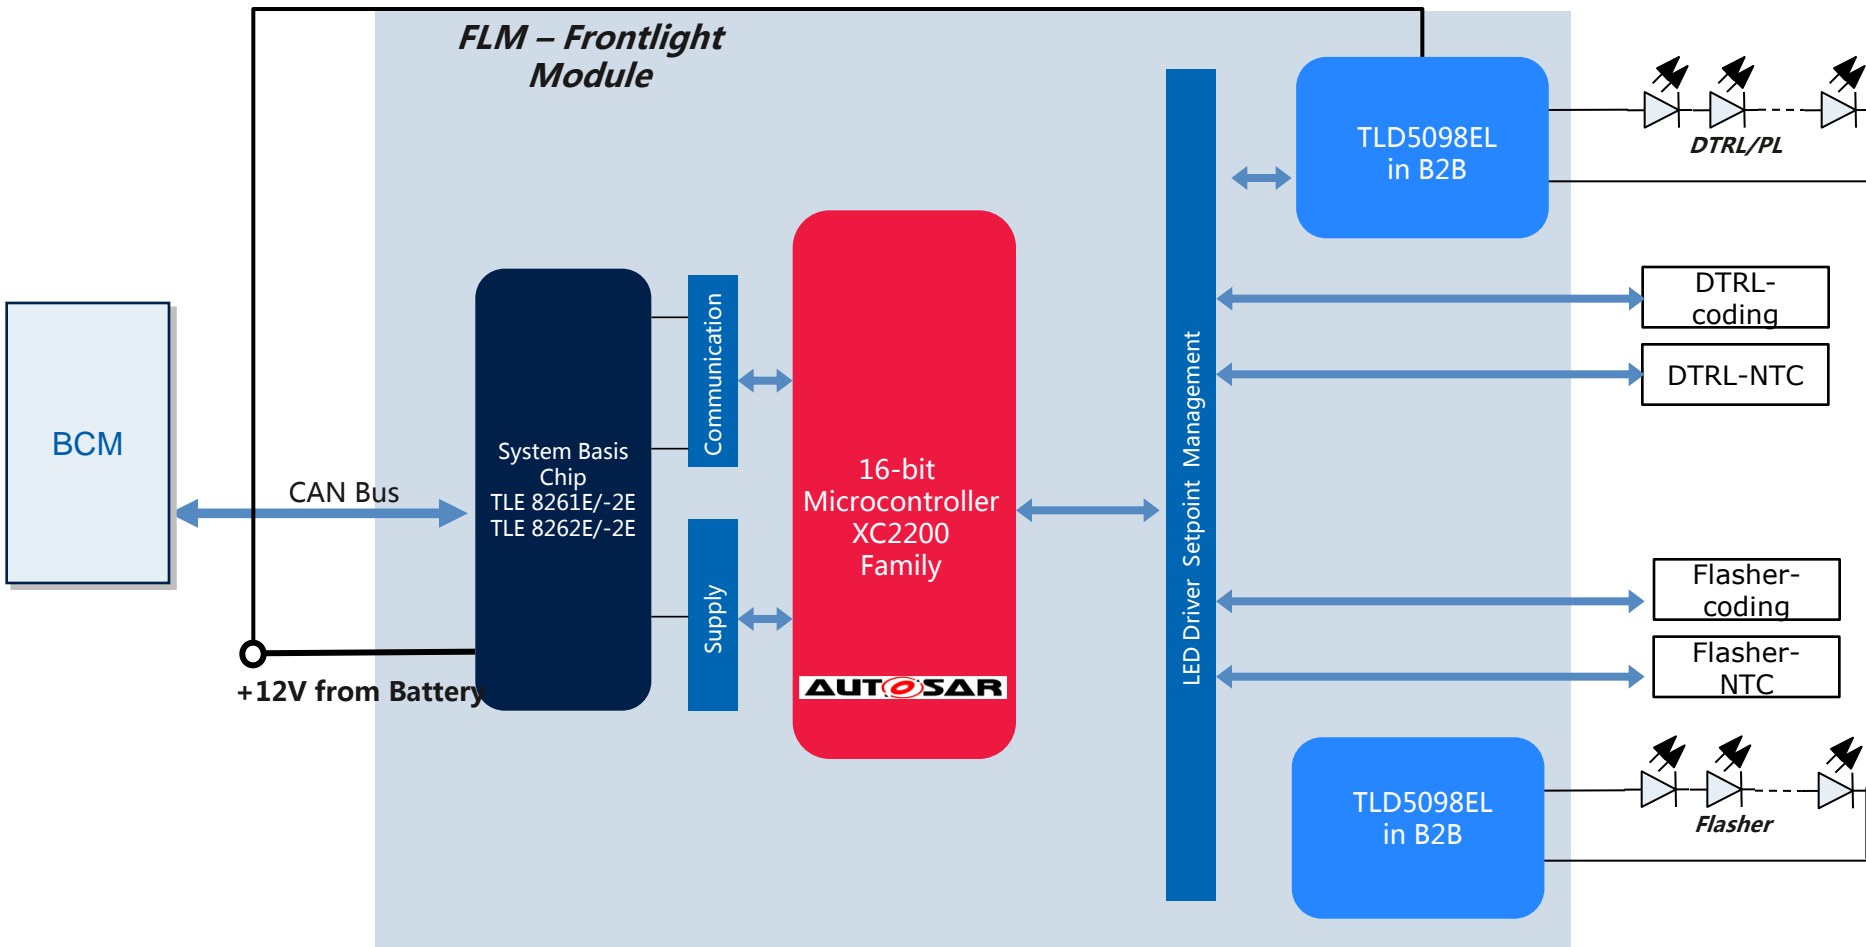 FLM – Frontlight
Module
TLD5098EL
in B2B
DTRL/PL
DTRL-
coding
DTRL-NTC
BCM
CAN Bus
System Basis
Chip
TLE 8261E/-2E
TLE 8262E/-2E
Communication
Supply
16-bit
Microcontroller
XC2200
Family
AUTOSAR
LED Driver Setpoint Management
+12V from Battery
Flasher-
coding
Flasher-
NTC
TLD5098EL
in B2B
Flasher